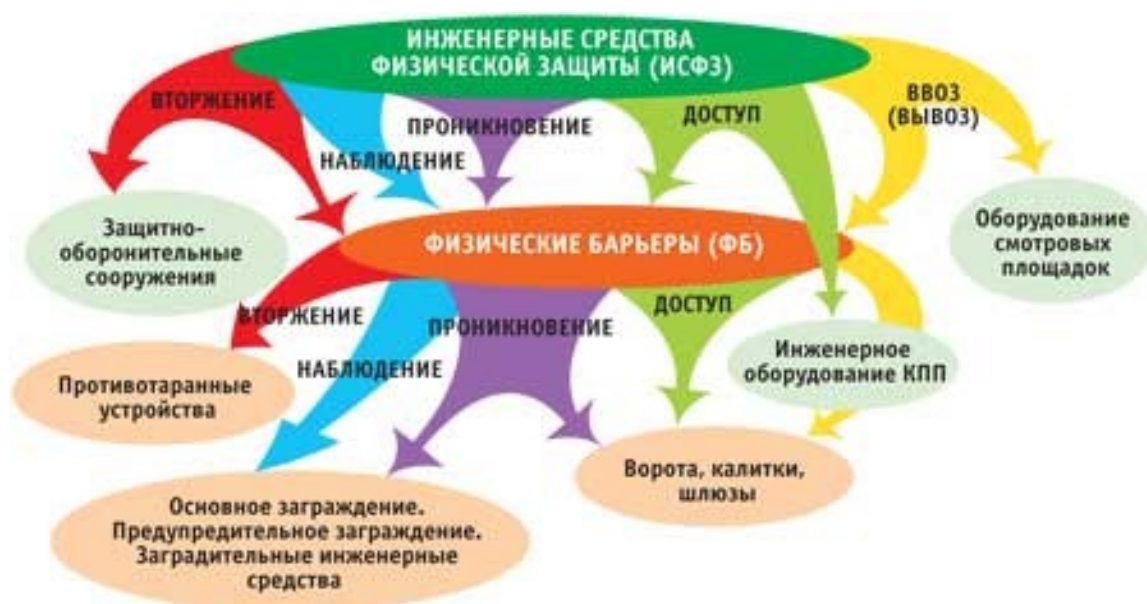 ИНЖЕНЕРНЫЕ СРЕДСТВА
ФИЗИЧЕСКОЙ ЗАЩИТЫ (ИСФЗ)
ВТОРЖЕНИЕ
НАБЛЮДЕНИЕ
ПРОНИКНОВЕНИЕ
ДОСТУП
ВВОЗ
(ВЫВОЗ)
Защитно-
оборонительные
сооружения
ФИЗИЧЕСКИЕ БАРЬЕРЫ (ФБ)
Оборудование
смотровых
площадок
ВТОРЖЕНИЕ
НАБЛЮДЕНИЕ
ПРОНИКНОВЕНИЕ
ДОСТУП
Инженерное
оборудование КПП
Противотаранные
устройства
Ворота, калитки,
шлюзы
Основное заграждение.
Предупредительное заграждение.
Заградительные инженерные
средства